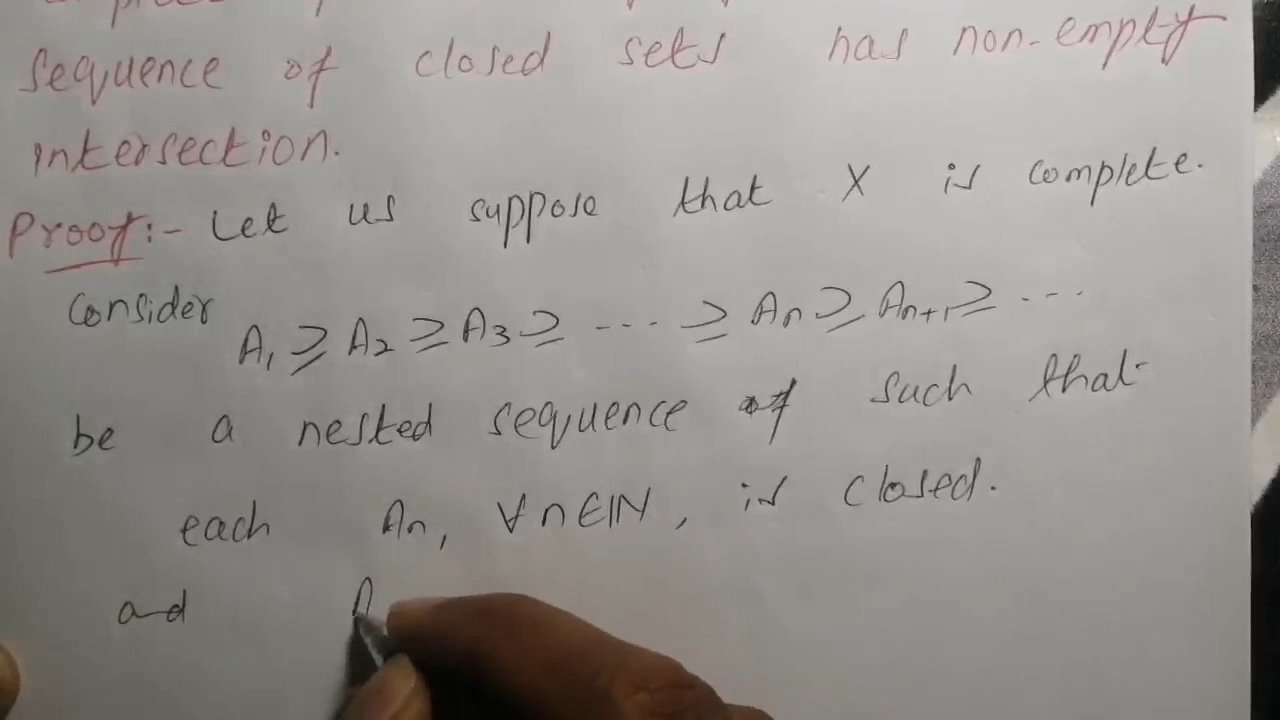 sequence of closed sets has non-empty
intersection.
Proof:- Let us suppose that X is complete.
Consider
A₁ ⊇ A₂ ⊇ A₃ ⊇ --- ⊇ Aₙ ⊇ Aₙ₊₁ ⊇ ---
be a nested sequence of such that
each Aₙ, ∀n∈ℕ, is closed.
and A